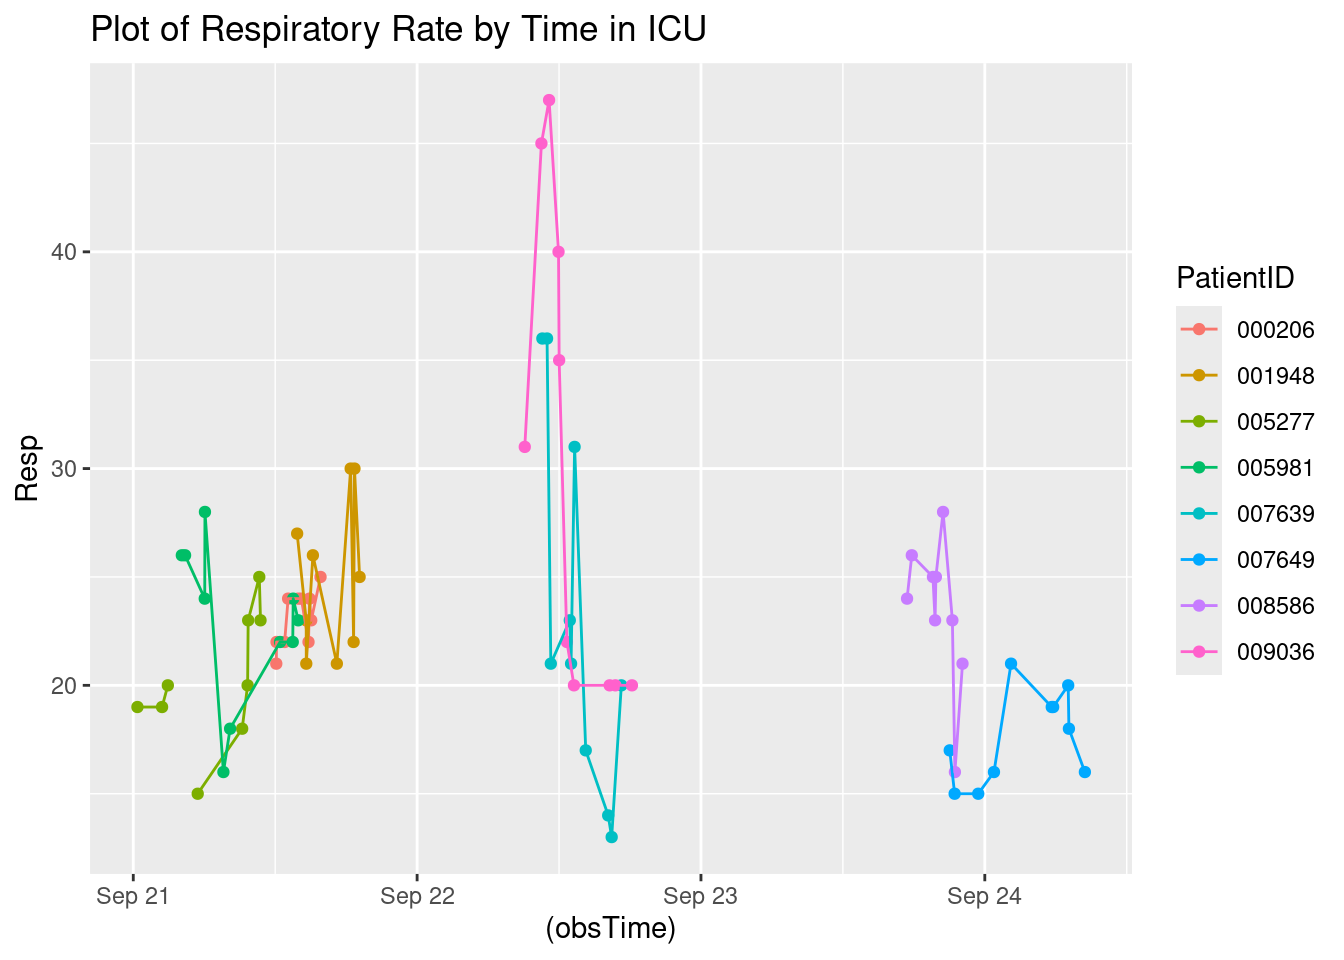 Plot of Respiratory Rate by Time in ICU
Resp
40
30
20
Sep 21
Sep 22
Sep 23
Sep 24
(obsTime)
PatientID
000206
001948
005277
005981
007639
007649
008586
009036